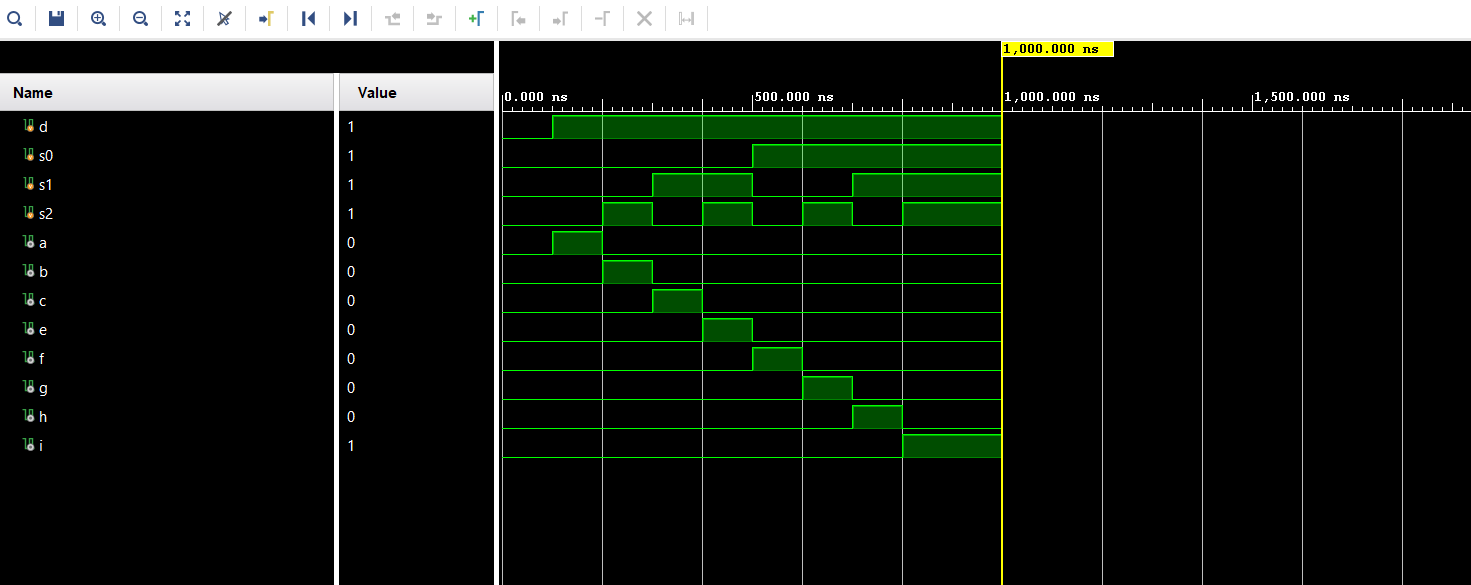 1,000.000 ns
Name Value
0.000 ns 500.000 ns 1,000.000 ns 1,500.000 ns
d 1
s0 1
s1 1
s2 1
a 0
b 0
c 0
e 0
f 0
g 0
h 0
i 1